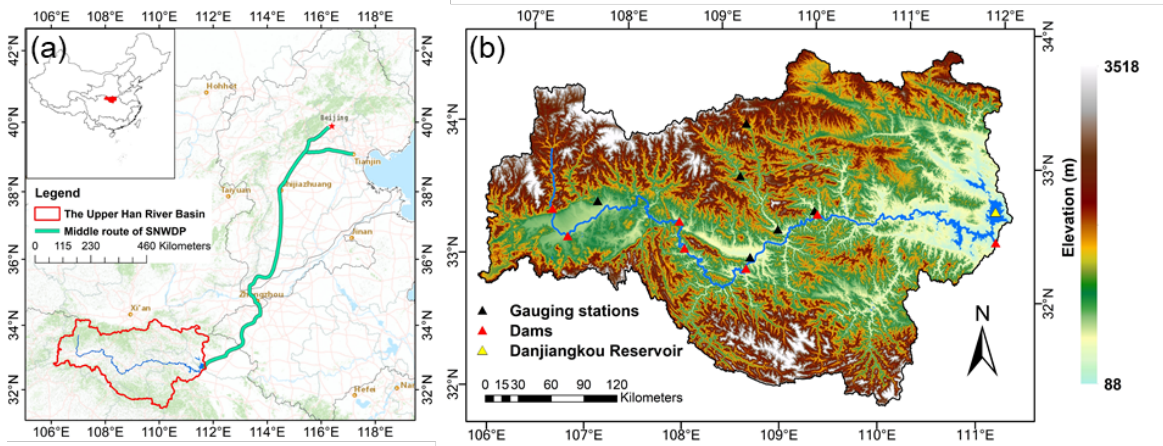 (a)
106°E 108°E 110°E 112°E 114°E 116°E 118°E
42°N
40°N
38°N
36°N
34°N
32°N
42°N
40°N
38°N
36°N
34°N
32°N
Hohhot
Beijing
Tianjin
Shijiazhuang
Taiyuan
Jinan
Zhengzhou
Xi'an
Hefei
Nan
Legend
The Upper Han River Basin
Middle route of SNWDP
0 115 230 460 Kilometers
106°E 108°E 110°E 112°E 114°E 116°E 118°E
(b)
106°E 107°E 108°E 109°E 110°E 111°E 112°E
34°N
33°N
32°N
34°N
33°N
32°N
Gauging stations
Dams
Danjiangkou Reservoir
0 15 30 60 90 120
Kilometers
N
106°E 107°E 108°E 109°E 110°E 111°E
3518
Elevation (m)
88